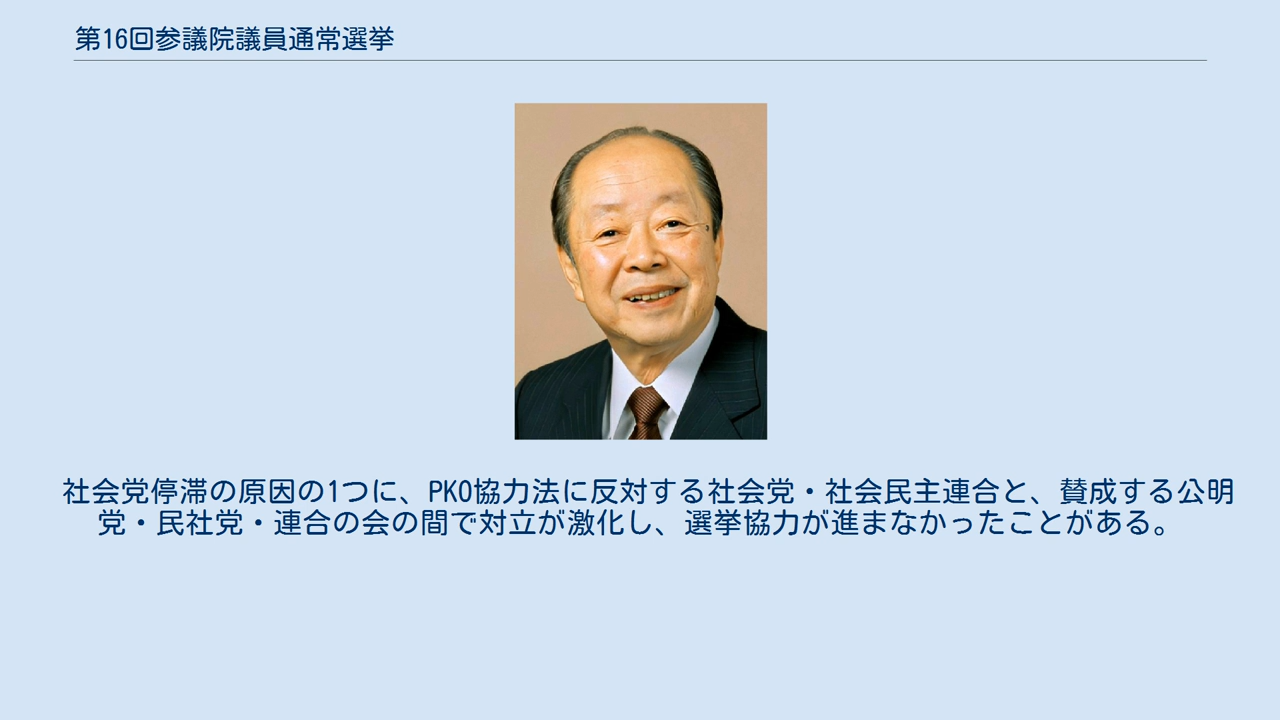 第16回参議院議員通常選挙
社会党停滞の原因の1つに、PKO協力法に反対する社会党・社会民主連合と、賛成する公明
党・民社党・連合の会の間で対立が激化し、選挙協力が進まなかったことがある。